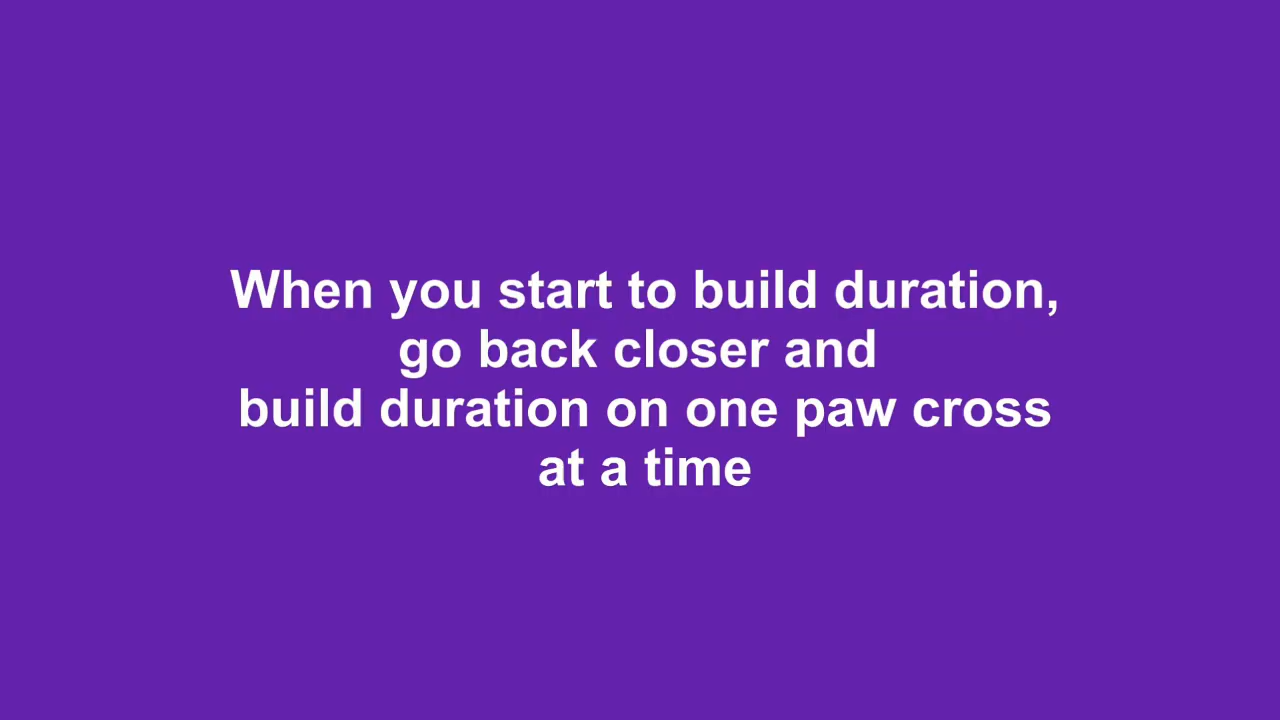 When you start to build duration,
go back closer and
build duration on one paw cross
at a time